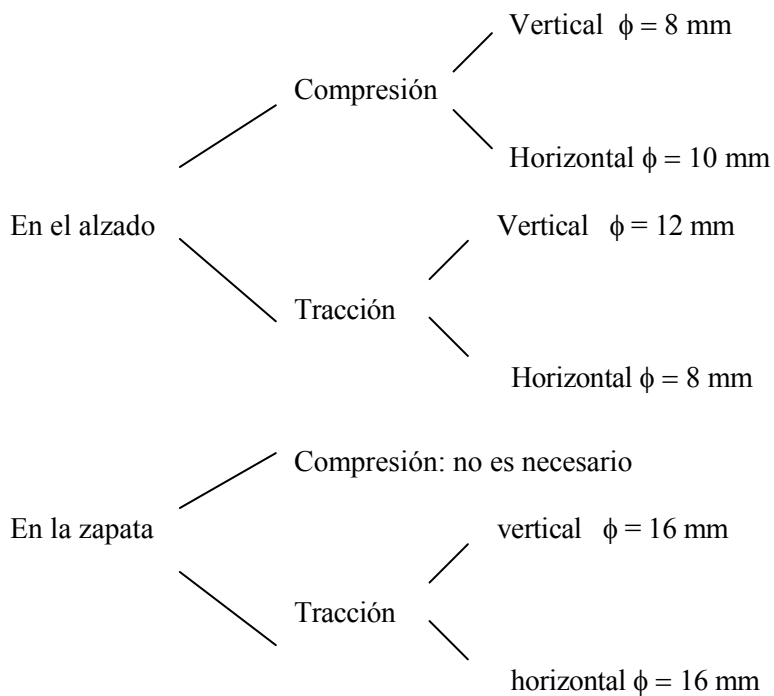 Vertical ϕ = 8 mm
Compresión
Horizontal ϕ = 10 mm
En el alzado
Vertical ϕ = 12 mm
Tracción
Horizontal ϕ = 8 mm
Compresión: no es necesario
En la zapata
vertical ϕ = 16 mm
Tracción
horizontal ϕ = 16 mm